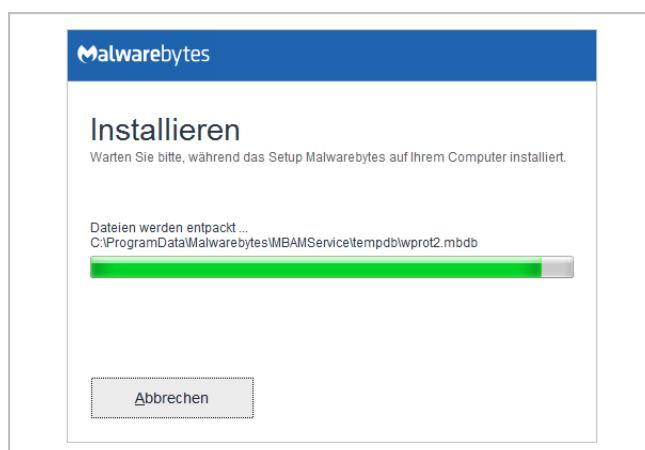 Malwarebytes
Installieren
Warten Sie bitte, während das Setup Malwarebytes auf Ihrem Computer installiert.
Dateien werden entpackt ...
C:\ProgramData\Malwarebytes\MBAMService\tempdb\wprot2.mbdb
Abbrechen